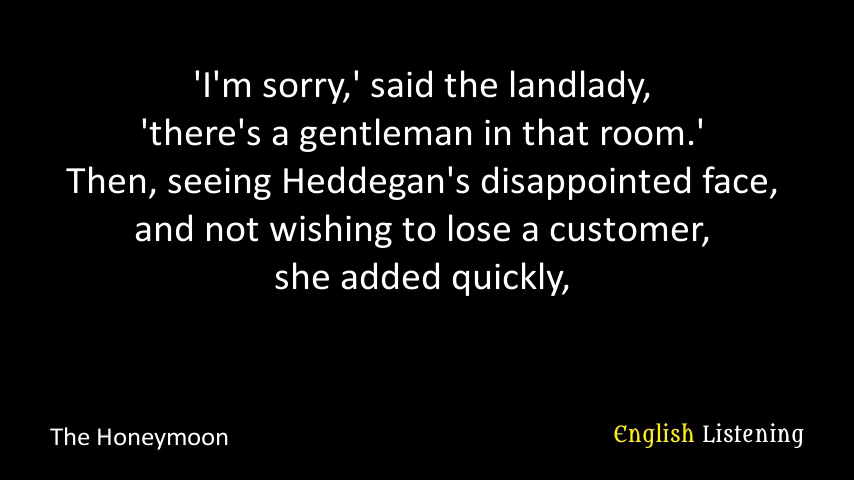 'I'm sorry,' said the landlady,
'there's a gentleman in that room.'
Then, seeing Heddegan's disappointed face,
and not wishing to lose a customer,
she added quickly,
The Honeymoon
English Listening